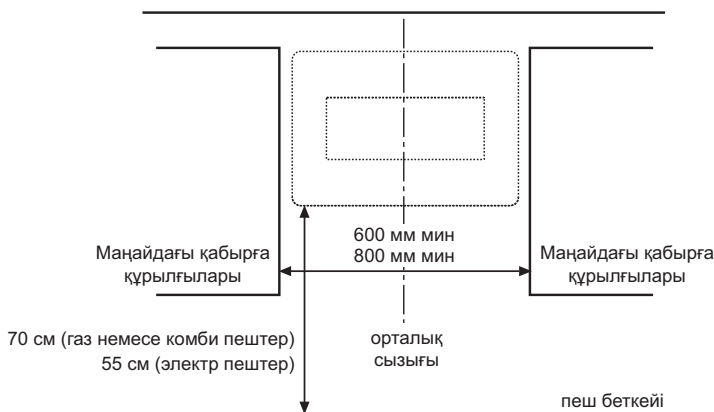 600 мм мин
800 мм мин
Маңайдағы қабырға
құрылғылары
Маңайдағы қабырға
құрылғылары
70 см (газ немесе комби пештер)
55 см (электр пештер)
орталық
сызығы
пеш беткейі